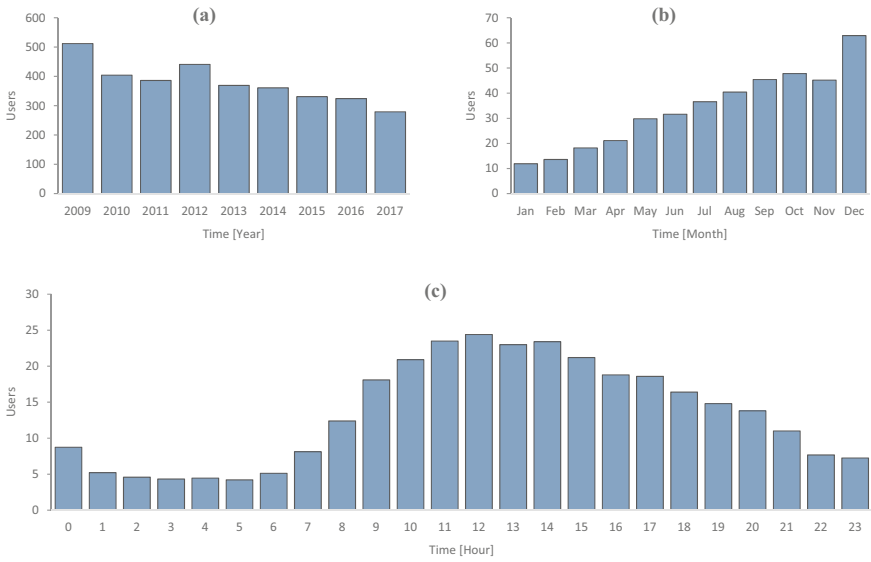 (a)
600
500
400
300
200
100
0
Users
2009 2010 2011 2012 2013 2014 2015 2016 2017
Time [Year]
(b)
70
60
50
40
30
20
10
0
Users
Jan Feb Mar Apr May Jun Jul Aug Sep Oct Nov Dec
Time [Month]
(c)
30
25
20
15
10
5
0
Users
0 1 2 3 4 5 6 7 8 9 10 11 12 13 14 15 16 17 18 19 20 21 22 23
Time [Hour]